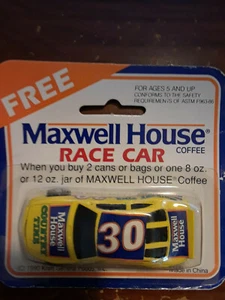 FREE
FOR AGES 5 AND UP
CONFORMS TO THE SAFETY
REQUIREMENTS OF ASTM F963-86
Maxwell House®
COFFEE
RACE CAR
When you buy 2 cans or bags or one 8 oz.
or 12 oz. jar of MAXWELL HOUSE® Coffee
Maxwell
House
30
Maxwell
House
COUNTRY
TIME
Made in China